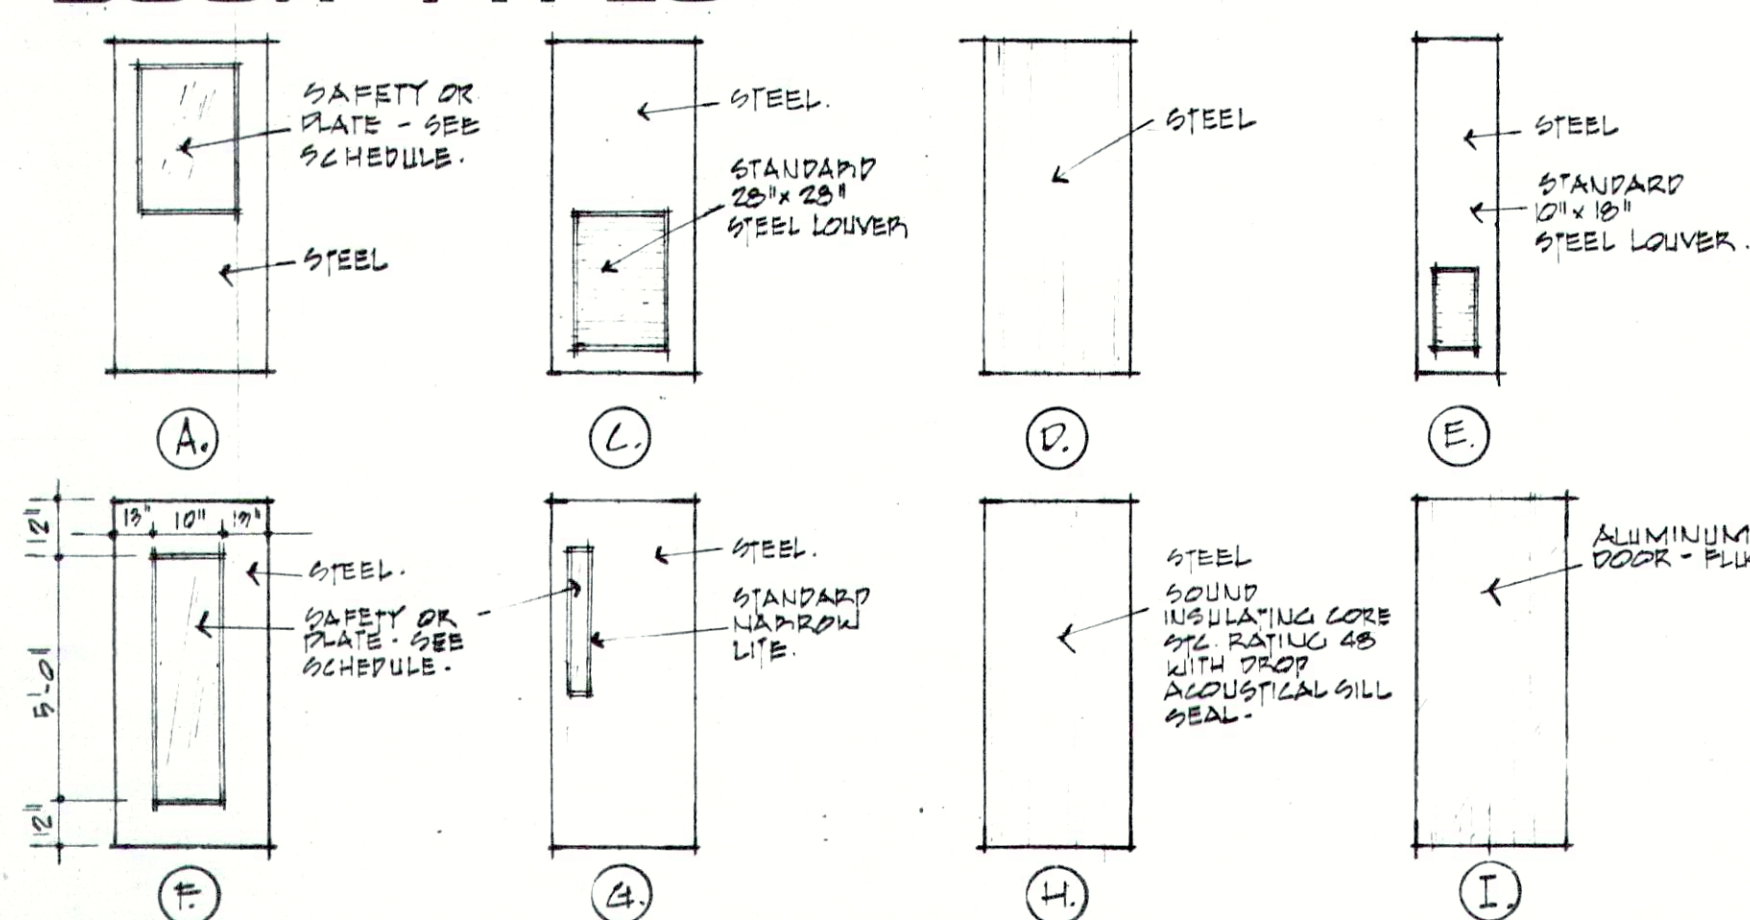 SAFETY OR
PLATE - SEE
SCHEDULE.
STEEL
A.
STEEL.
STANDARD
28" x 28"
STEEL LOUVER
C.
STEEL
D.
STEEL
STANDARD
10" x 18"
STEEL LOUVER.
E.
12"
5'-0"
12"
13" 10" 13"
STEEL.
SAFETY OR
PLATE - SEE
SCHEDULE.
F.
STEEL.
STANDARD
NARROW
LITE.
G.
STEEL
SOUND
INSULATING CORE
STC. RATING 48
WITH DROP
ACOUSTICAL SILL
SEAL.
H.
ALUMINUM
DOOR -
I.